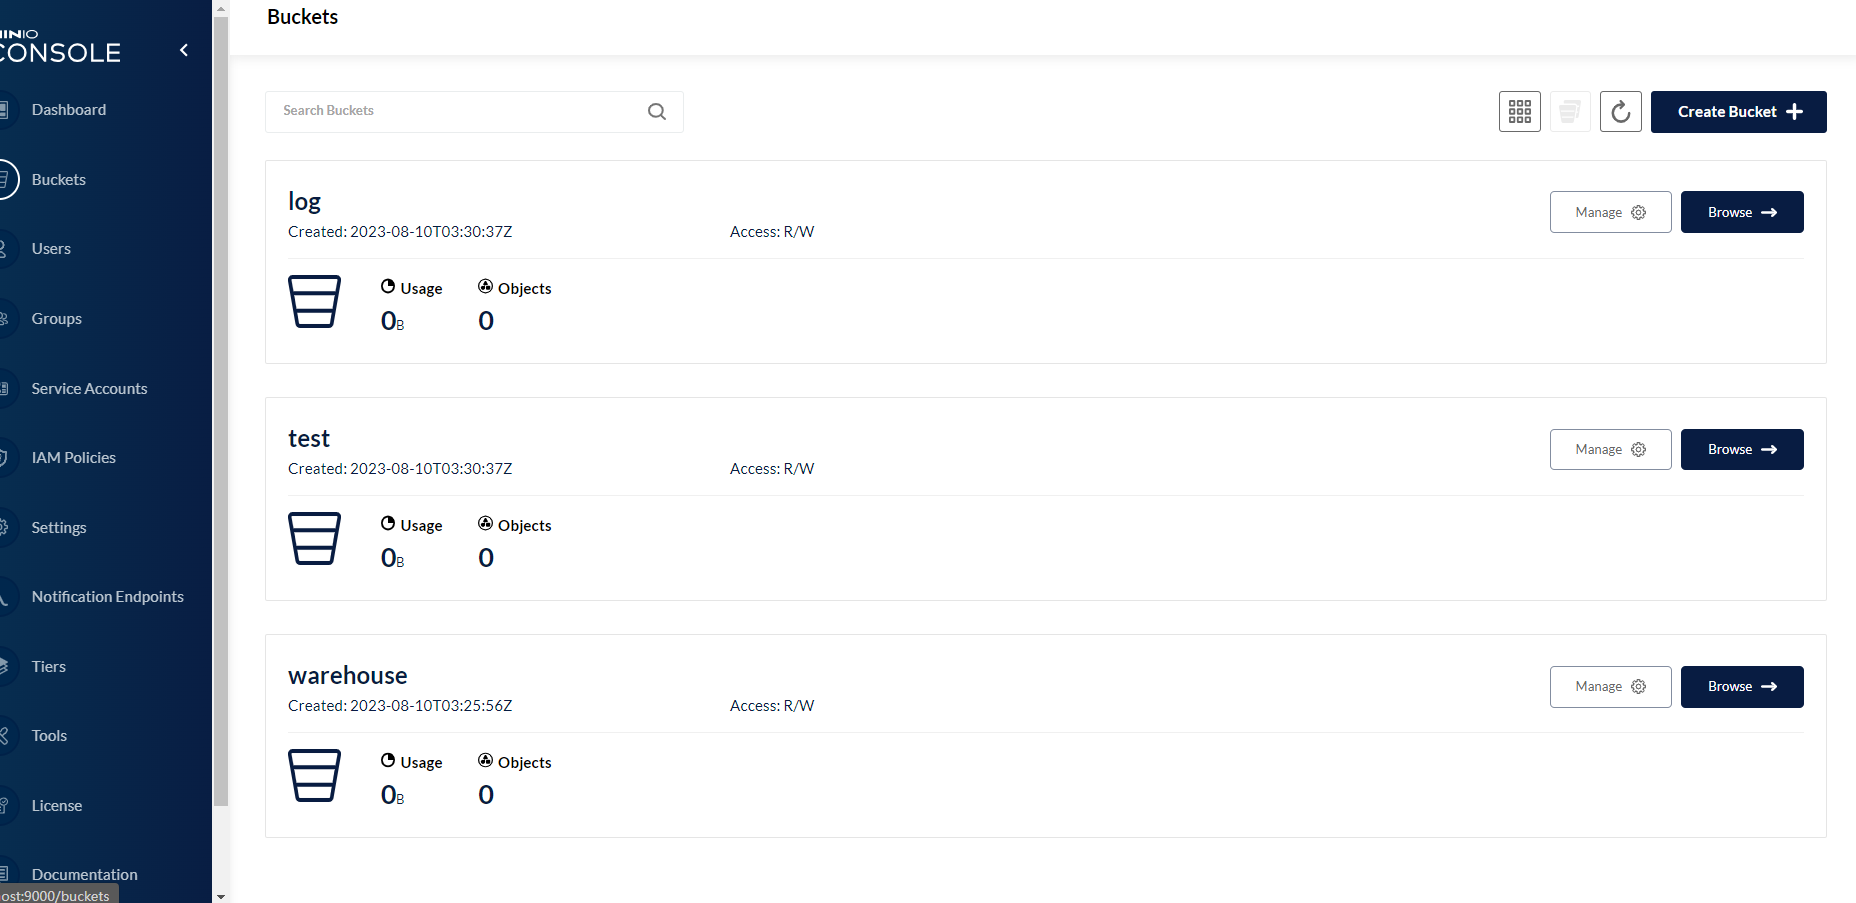 Buckets
CONSOLE
Dashboard
Buckets
Users
Groups
Service Accounts
IAM Policies
Settings
Notification Endpoints
Tiers
Tools
License
Documentation
ost:9000/buckets
Search Buckets
Create Bucket
log
Created: 2023-08-10T03:30:37Z
Access: R/W
Manage
Browse
Usage
Objects
0B
0
test
Created: 2023-08-10T03:30:37Z
Access: R/W
Manage
Browse
Usage
Objects
0B
0
warehouse
Created: 2023-08-10T03:25:56Z
Access: R/W
Manage
Browse
Usage
Objects
0B
0